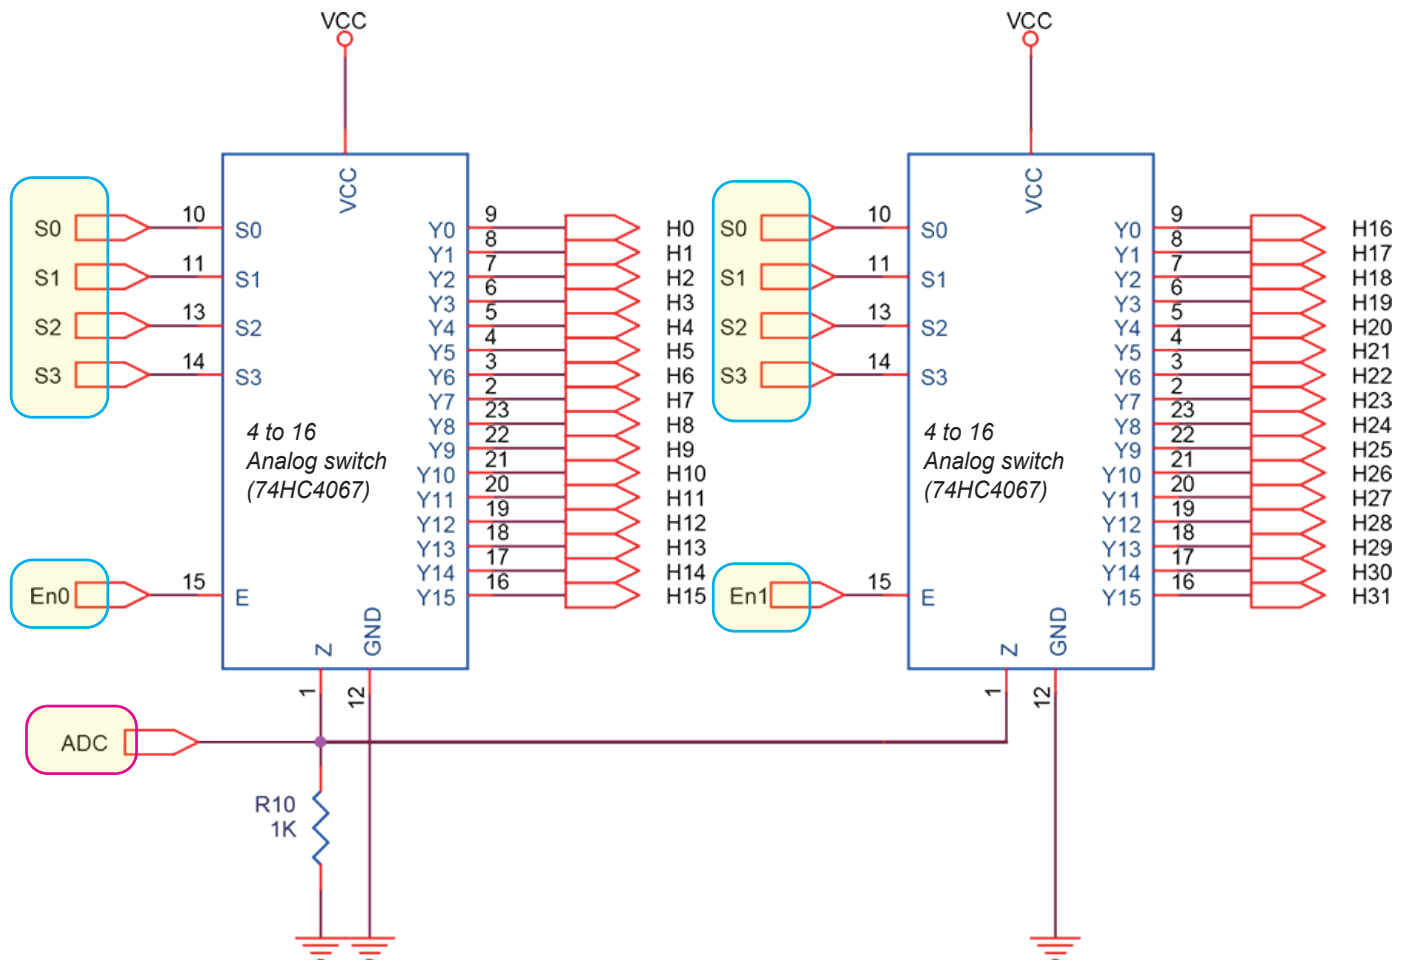 VCC
VCC
VCC
VCC
S0
10
S0
S1
11
S1
S2
13
S2
S3
14
S3
4 to 16
Analog switch
(74HC4067)
En0
15
E
Z
GND
1
12
Y0
9
H0
Y1
8
H1
Y2
7
H2
Y3
6
H3
Y4
5
H4
Y5
4
H5
Y6
3
H6
Y7
2
H7
Y8
23
H8
Y9
22
H9
Y10
21
H10
Y11
20
H11
Y12
19
H12
Y13
18
H13
Y14
17
H14
Y15
16
H15
S0
10
S0
S1
11
S1
S2
13
S2
S3
14
S3
4 to 16
Analog switch
(74HC4067)
En1
15
E
Z
GND
1
12
Y0
9
H16
Y1
8
H17
Y2
7
H18
Y3
6
H19
Y4
5
H20
Y5
4
H21
Y6
3
H22
Y7
2
H23
Y8
23
H24
Y9
22
H25
Y10
21
H26
Y11
20
H27
Y12
19
H28
Y13
18
H29
Y14
17
H30
Y15
16
H31
ADC
R10
1K